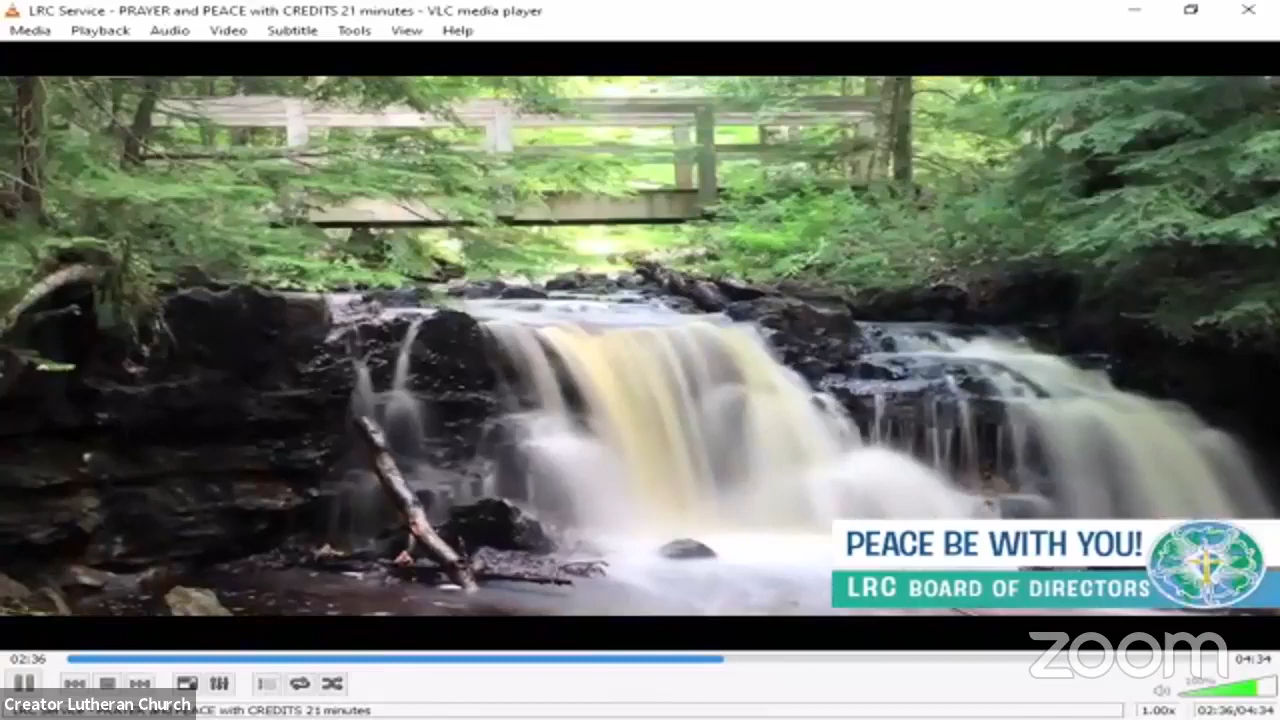 LRC Service - PRAYER and PEACE with CREDITS 21 minutes - VLC media player
Media Playback Audio Video Subtitle Tools View Help
PEACE BE WITH YOU!
LRC BOARD OF DIRECTORS
zoom
02:36
04:34
100%
Creator Lutheran Church
with CREDITS 21 minutes
1.00x
02:36/04:34